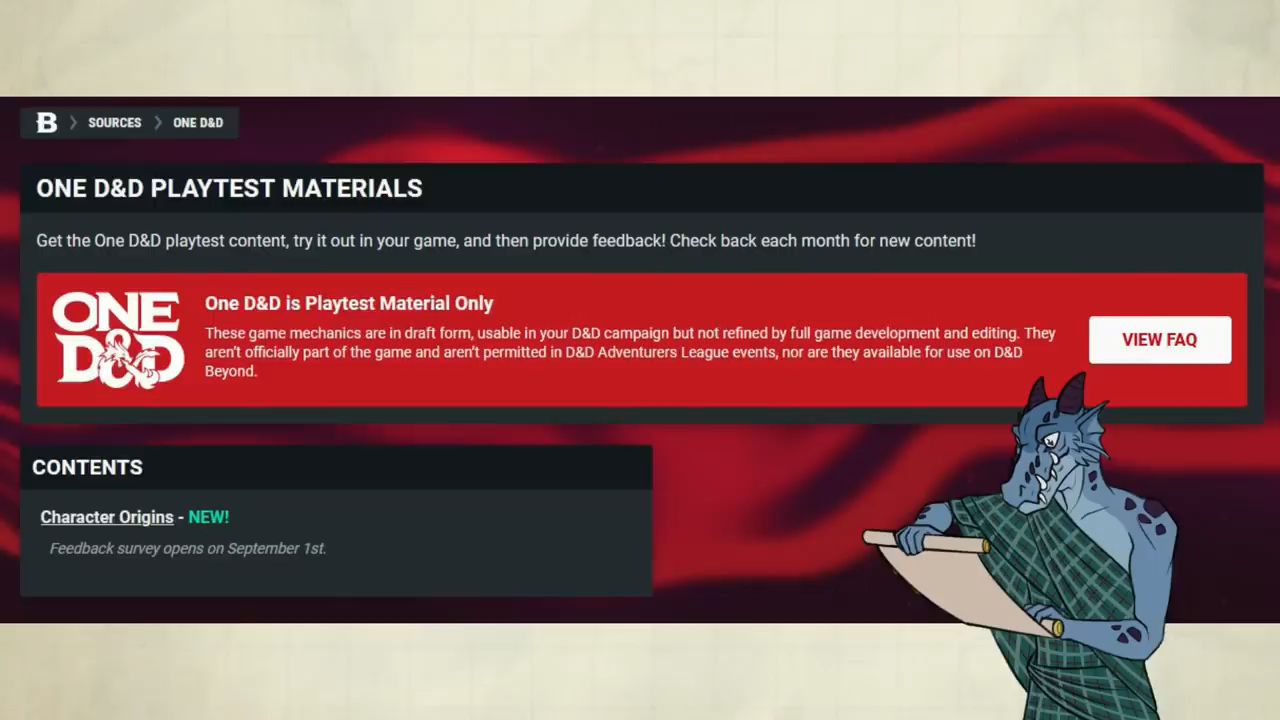 B > SOURCES > ONE D&D
ONE D&D PLAYTEST MATERIALS
Get the One D&D playtest content, try it out in your game, and then provide feedback! Check back each month for new content!
ONE
D&D
One D&D is Playtest Material Only
These game mechanics are in draft form, usable in your D&D campaign but not refined by full game development and editing. They
aren't officially part of the game and aren't permitted in D&D Adventurers League events, nor are they available for use on D&D
Beyond.
VIEW FAQ
CONTENTS
Character Origins - NEW!
Feedback survey opens on September 1st.